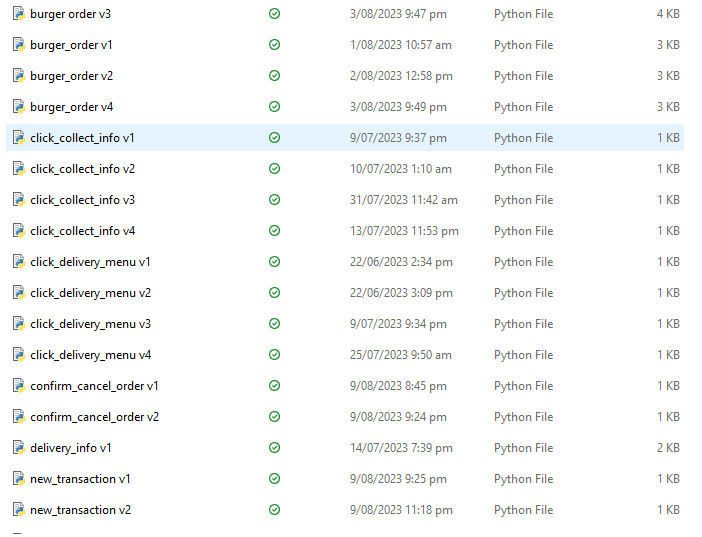 burger order v3 3/08/2023 9:47 pm Python File 4 KB
burger_order v1 1/08/2023 10:57 am Python File 3 KB
burger_order v2 2/08/2023 12:58 pm Python File 3 KB
burger_order v4 3/08/2023 9:49 pm Python File 3 KB
click_collect_info v1 9/07/2023 9:37 pm Python File 1 KB
click_collect_info v2 10/07/2023 1:10 am Python File 1 KB
click_collect_info v3 31/07/2023 11:42 am Python File 1 KB
click_collect_info v4 13/07/2023 11:53 pm Python File 1 KB
click_delivery_menu v1 22/06/2023 2:34 pm Python File 1 KB
click_delivery_menu v2 22/06/2023 3:09 pm Python File 1 KB
click_delivery_menu v3 9/07/2023 9:34 pm Python File 1 KB
click_delivery_menu v4 25/07/2023 9:50 am Python File 1 KB
confirm_cancel_order v1 9/08/2023 8:45 pm Python File 1 KB
confirm_cancel_order v2 9/08/2023 9:24 pm Python File 1 KB
delivery_info v1 14/07/2023 7:39 pm Python File 2 KB
new_transaction v1 9/08/2023 9:25 pm Python File 1 KB
new_transaction v2 9/08/2023 11:18 pm Python File 1 KB